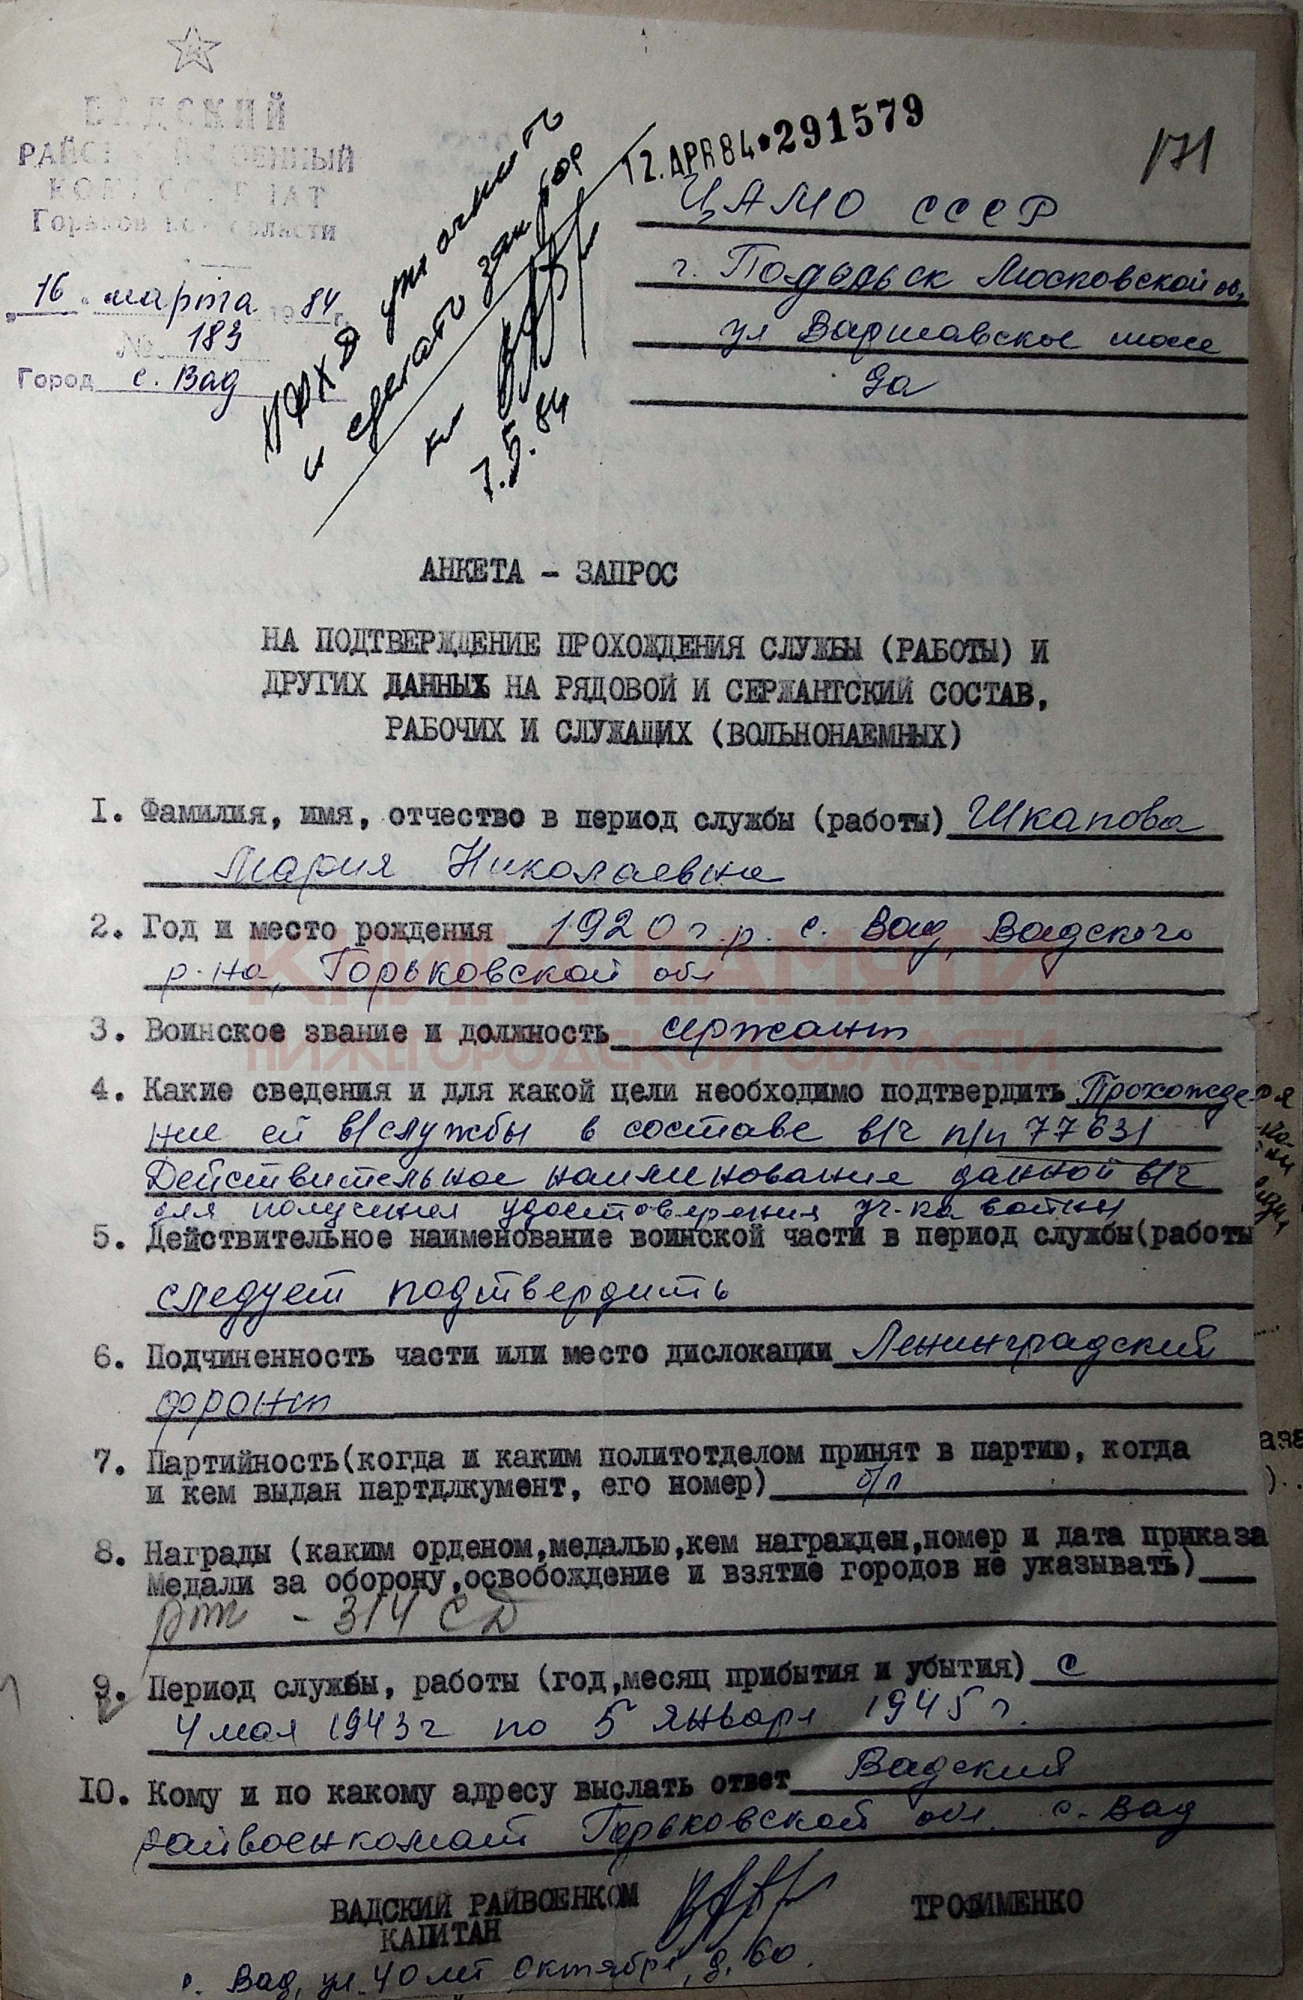 ВАДСКИЙ
РАЙОННЫЙ ВОЕННЫЙ
КОМИССАРИАТ
Горьковской области
"16" марта 1984 г.
№ 183
Город с. Вад
12. APR 84 • 291579
171
ЦАМО СССР
г. Подольск Московской об.
ул Варшавское шоссе
9а
уточнить
и сделать
7.5.84
АНКЕТА - ЗАПРОС
НА ПОДТВЕРЖДЕНИЕ ПРОХОЖДЕНИЯ СЛУЖБЫ (РАБОТЫ) И
ДРУГИХ ДАННЫХ НА РЯДОВОЙ И СЕРЖАНТСКИЙ СОСТАВ,
РАБОЧИХ И СЛУЖАЩИХ (ВОЛЬНОНАЕМНЫХ)
I. Фамилия, имя, отчество в период службы (работы) Шкапова
Мария Николаевна
2. Год и место рождения 1920 г.р. с. Вад, Вадского
р-на, Горьковской обл
КНИГА ПАМЯТИ
НИЖЕГОРОДСКОЙ ОБЛАСТИ
3. Воинское звание и должность сержант
4. Какие сведения и для какой цели необходимо подтвердить Прохожде-
ние ей в/службы в составе в/ч п/п 77631
Действительное наименование данной в/ч
для получения удостоверения уч-ка войны
5. Действительное наименование воинской части в период службы(работы
следует подтвердить
6. Подчиненность части или место дислокации Ленинградский
фронт
7. Партийность(когда и каким политотделом принят в партию, когда
и кем выдан партдлкумент, его номер) б/п
8. Награды (каким орденом,медалью,кем награжден,номер и дата приказа
Медали за оборону,освобождение и взятие городов не указывать)
рт - 314 СД
9. Период службы, работы (год,месяц прибытия и убытия) с
4 мая 1943г по 5 января 1945 г.
10. Кому и по какому адресу выслать ответ Вадский
райвоенкомат Горьковской обл. с. Вад
ВАДСКИЙ РАЙВОЕНКОМ
КАПИТАН
ТРОФИМЕНКО
с. Вад, ул. 40 лет Октября, д. 60.